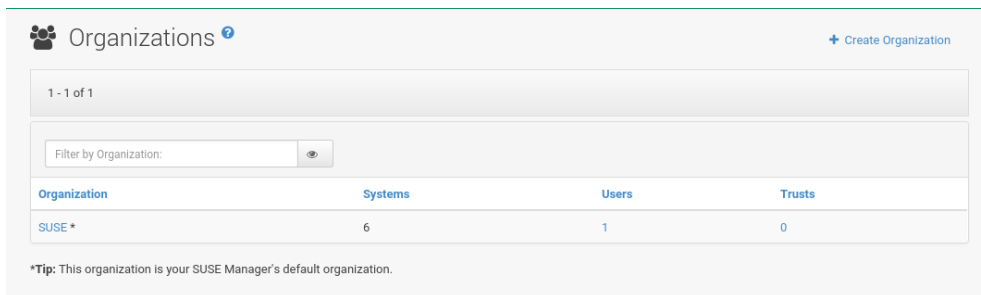 Organizations ?
+ Create Organization
1 - 1 of 1
Filter by Organization:
Organization Systems Users Trusts
SUSE * 6 1 0
*Tip: This organization is your SUSE Manager's default organization.